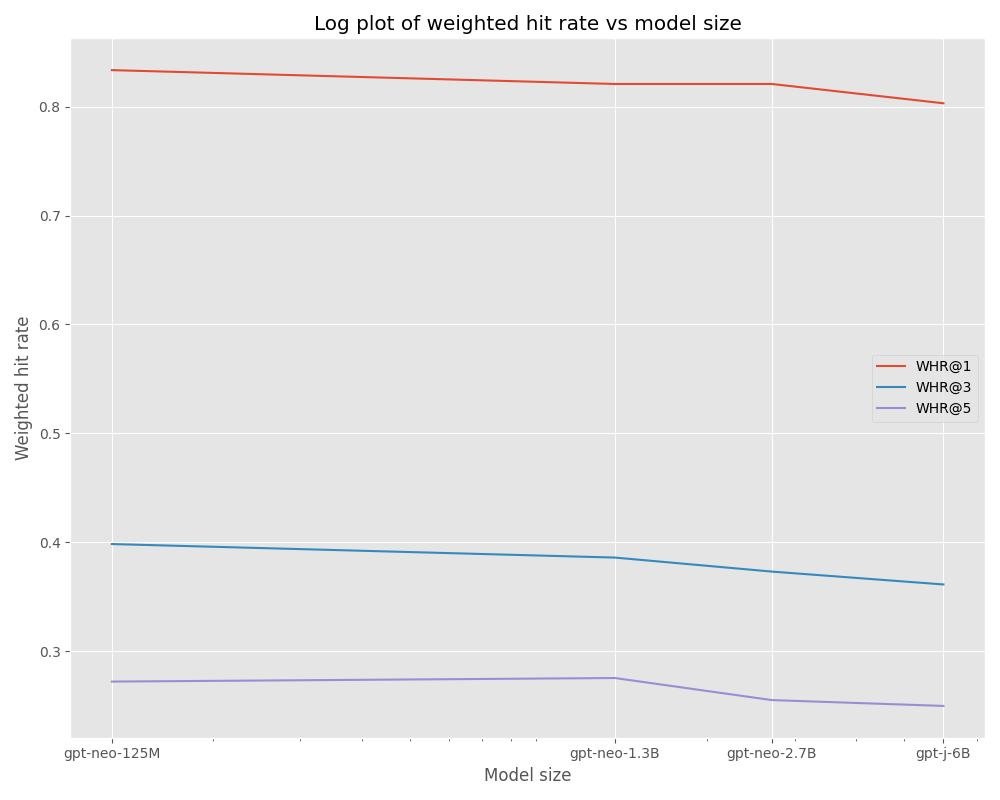 Log plot of weighted hit rate vs model size
Weighted hit rate
0.8
0.7
0.6
0.5
0.4
0.3
WHR@1
WHR@3
WHR@5
gpt-neo-125M gpt-neo-1.3B gpt-neo-2.7B gpt-j-6B
Model size